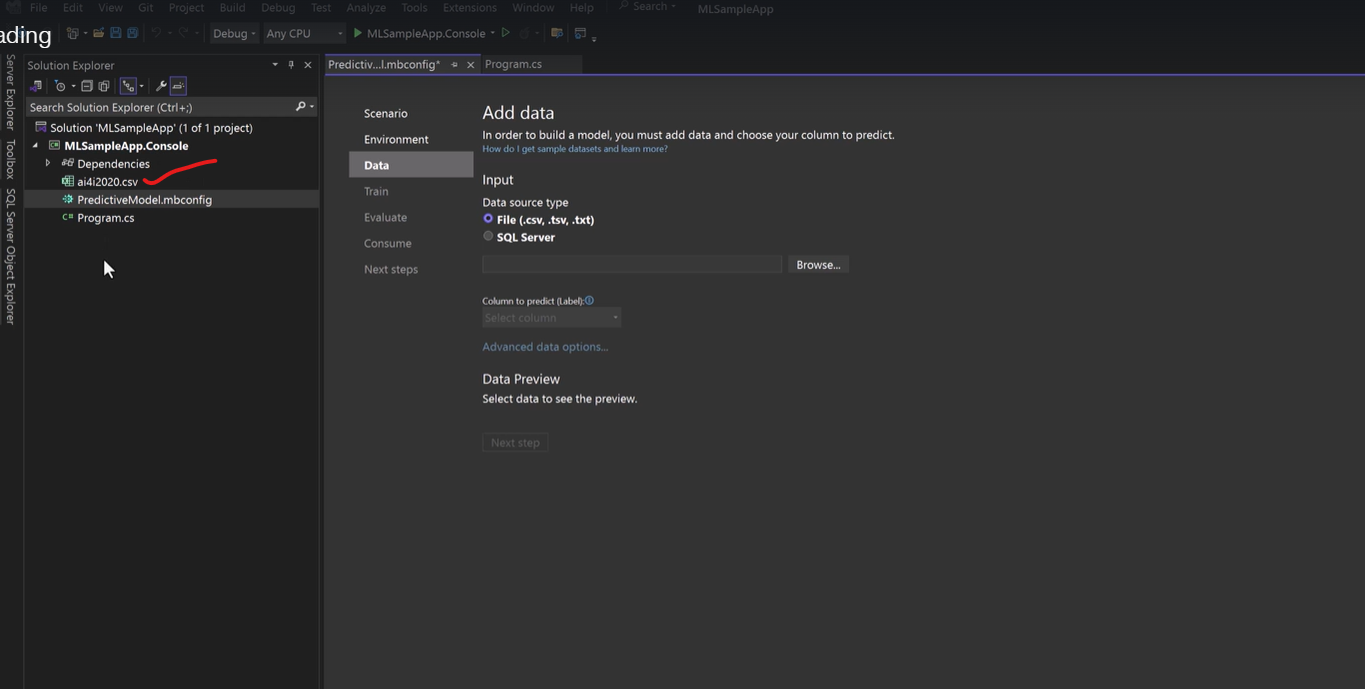 File Edit View Git Project Build Debug Test Analyze Tools Extensions Window Help Search MLSampleApp
ading
Debug Any CPU MLSampleApp.Console
Server Explorer
Toolbox
SQL Server Object Explorer
Solution Explorer
Search Solution Explorer (Ctrl+;)
Solution 'MLSampleApp' (1 of 1 project)
MLSampleApp.Console
Dependencies
ai4i2020.csv
PredictiveModel.mbconfig
Program.cs
Predictiv...l.mbconfig* Program.cs
Scenario
Environment
Data
Train
Evaluate
Consume
Next steps
Add data
In order to build a model, you must add data and choose your column to predict.
How do I get sample datasets and learn more?
Input
Data source type
File (.csv, .tsv, .txt)
SQL Server
Browse...
Column to predict (Label):
Select column
Advanced data options...
Data Preview
Select data to see the preview.
Next step